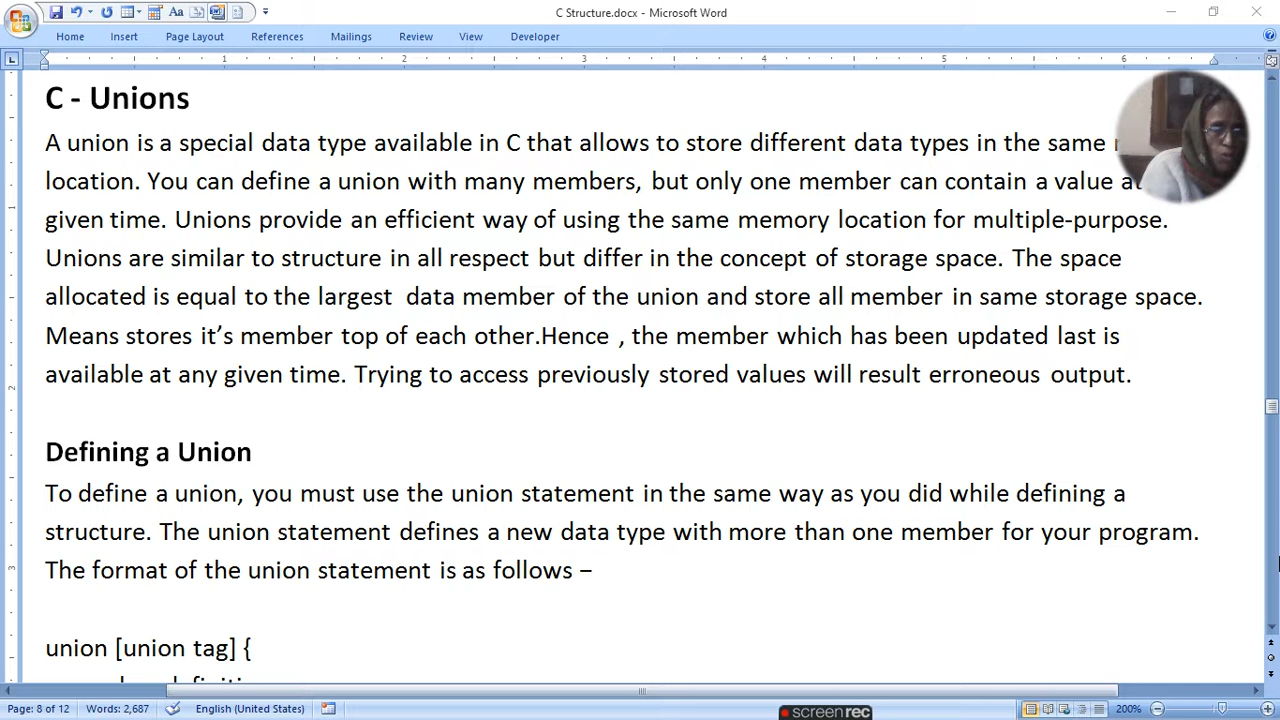 C Structure.docx - Microsoft Word
Home Insert Page Layout References Mailings Review View Developer
1 2 3 4 5 6
C - Unions
A union is a special data type available in C that allows to store different data types in the same
location. You can define a union with many members, but only one member can contain a value at
given time. Unions provide an efficient way of using the same memory location for multiple-purpose.
Unions are similar to structure in all respect but differ in the concept of storage space. The space
allocated is equal to the largest  data member of the union and store all member in same storage space.
Means stores it’s member top of each other.Hence , the member which has been updated last is
available at any given time. Trying to access previously stored values will result erroneous output.
Defining a Union
To define a union, you must use the union statement in the same way as you did while defining a
structure. The union statement defines a new data type with more than one member for your program.
The format of the union statement is as follows −
union [union tag] {
Page: 8 of 12 Words: 2,687 English (United States) 200%
screenrec